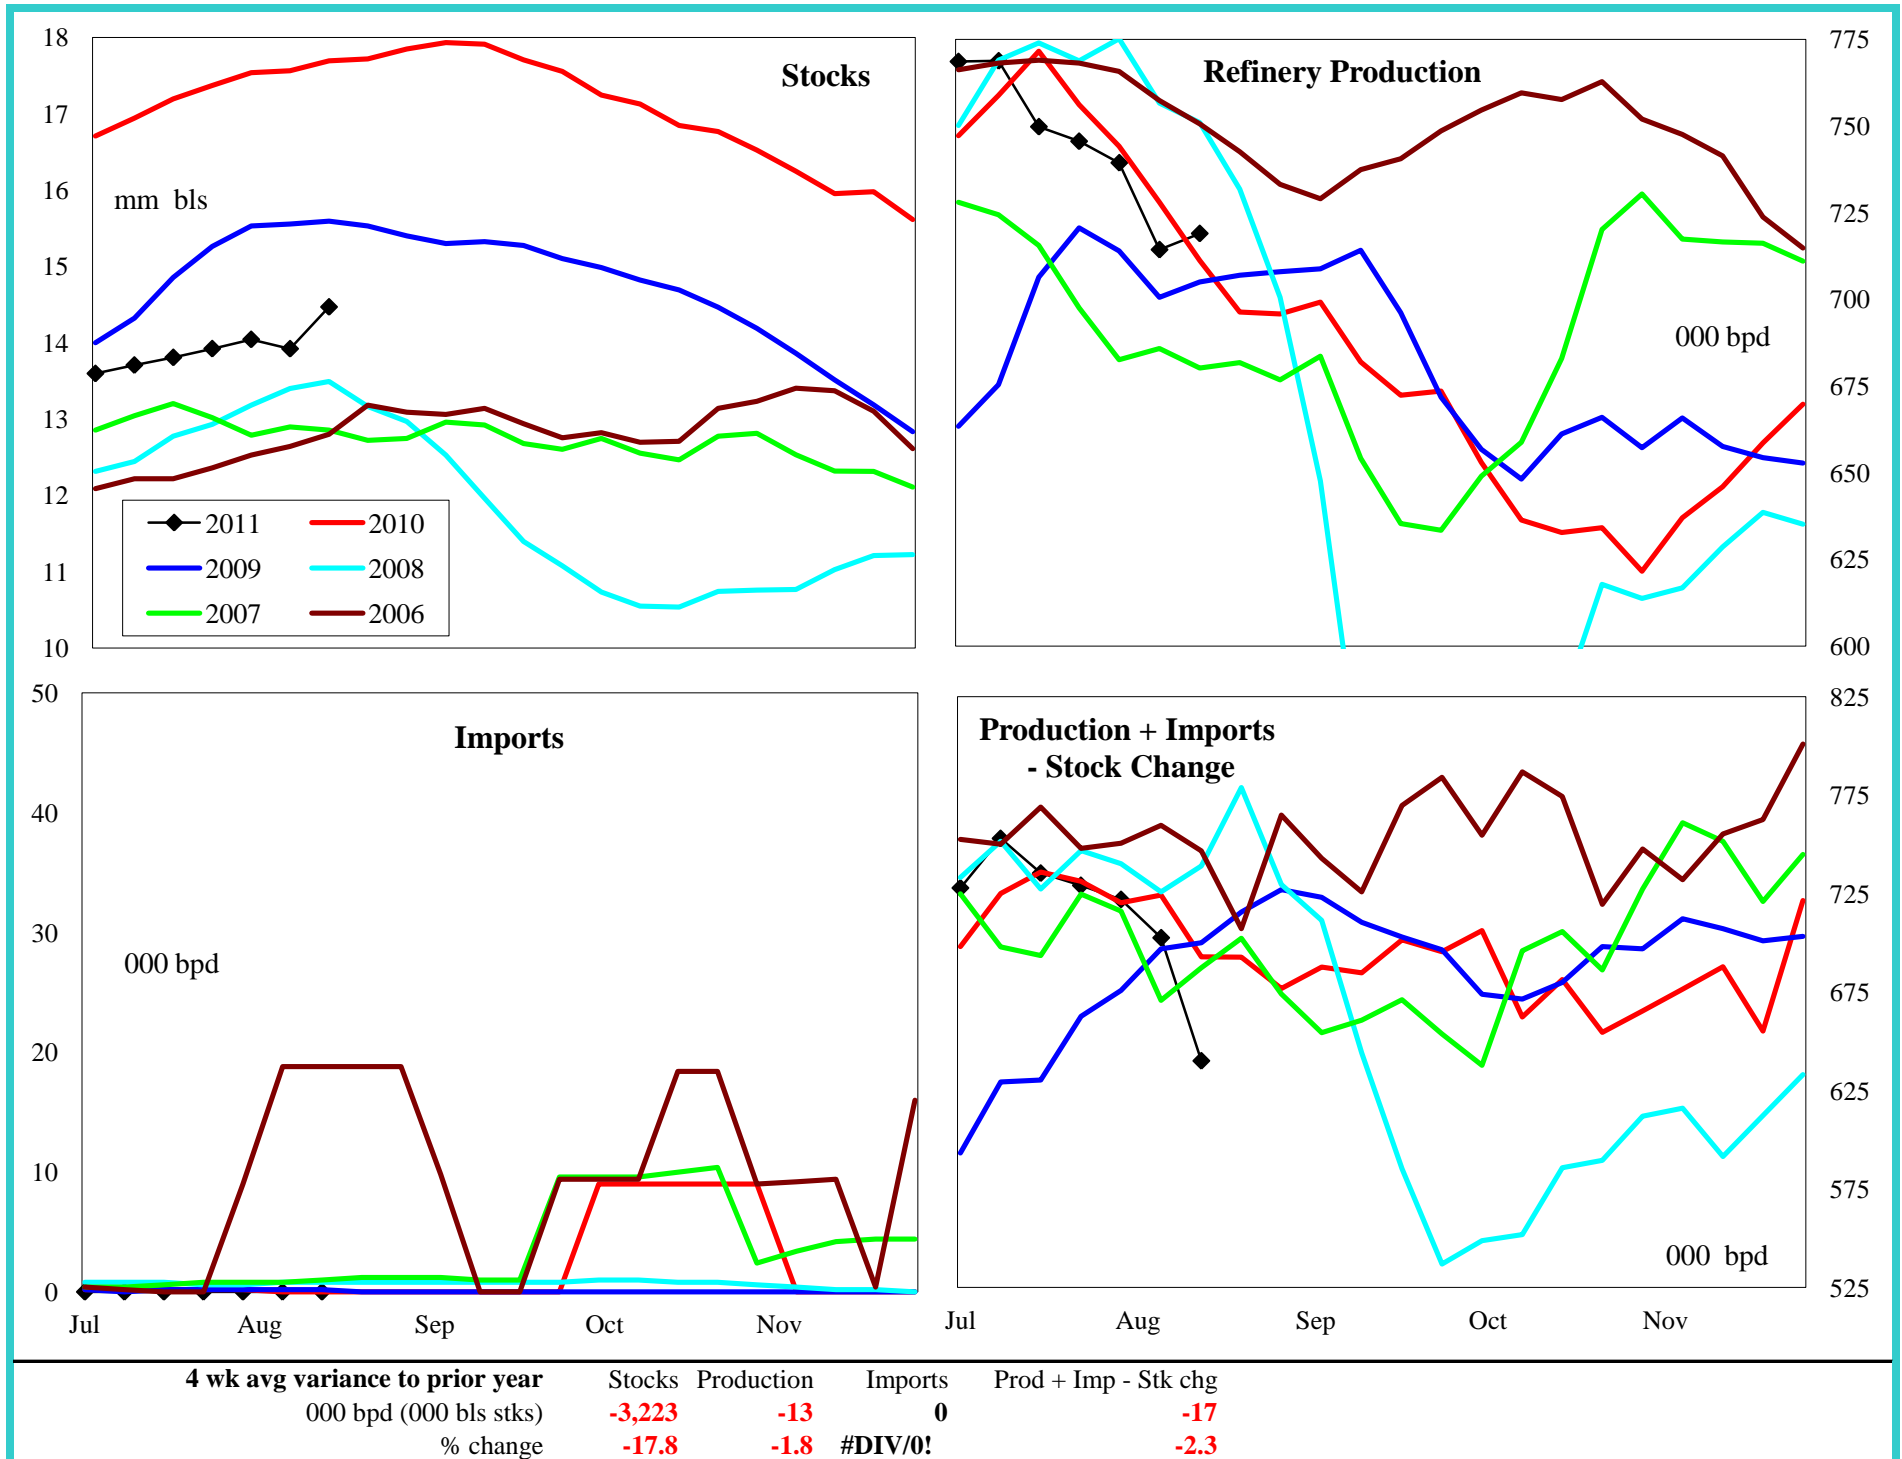 Stocks
18
17
16
15
14
13
12
11
10
mm bls
2011
2010
2009
2008
2007
2006
Refinery Production
775
750
725
700
675
650
625
600
000 bpd
Imports
50
40
30
20
10
0
000 bpd
Jul Aug Sep Oct Nov
Production + Imports
- Stock Change
825
775
725
675
625
575
525
000 bpd
Jul Aug Sep Oct Nov
4 wk avg variance to prior year Stocks Production Imports Prod + Imp - Stk chg
000 bpd (000 bls stks) -3,223 -13 0 -17
% change -17.8 -1.8 #DIV/0! -2.3